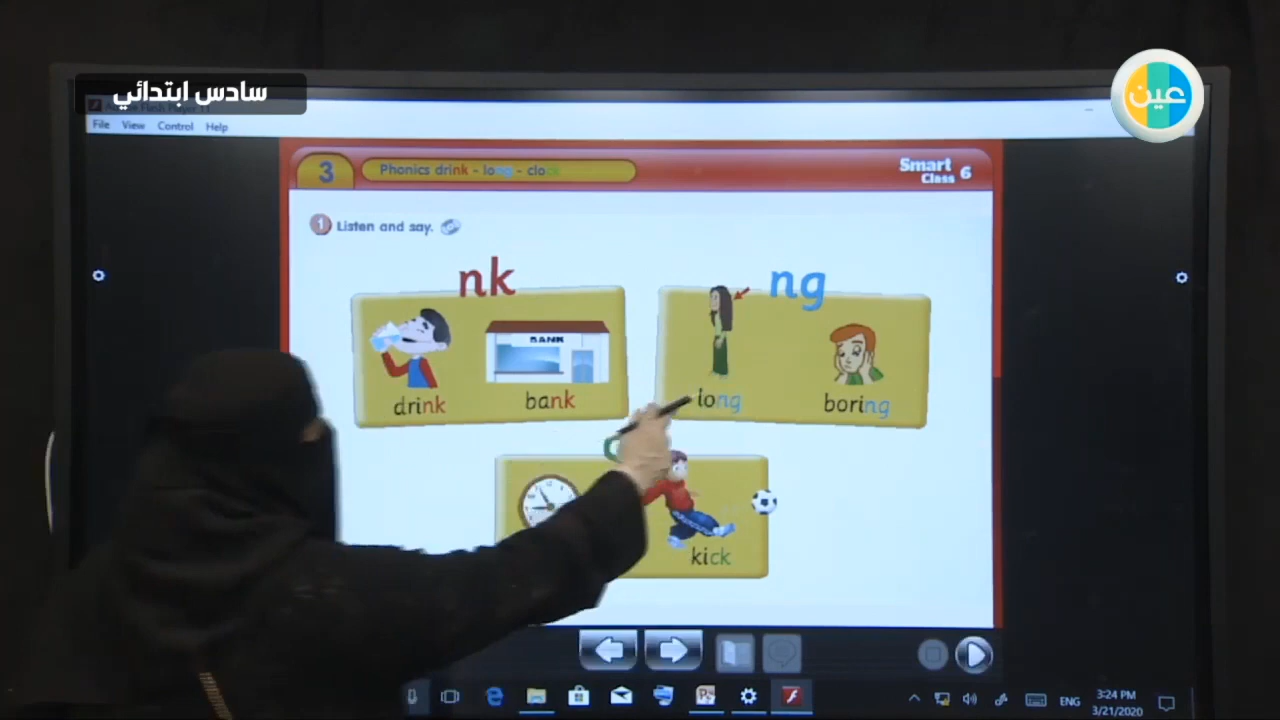 سادس ابتدائي
عين
File View Control Help
3
Phonics drink - long - clock
Smart
Class 6
1 Listen and say.
nk
ng
BANK
drink
bank
long
boring
kick
ENG
3:24 PM
3/21/2020